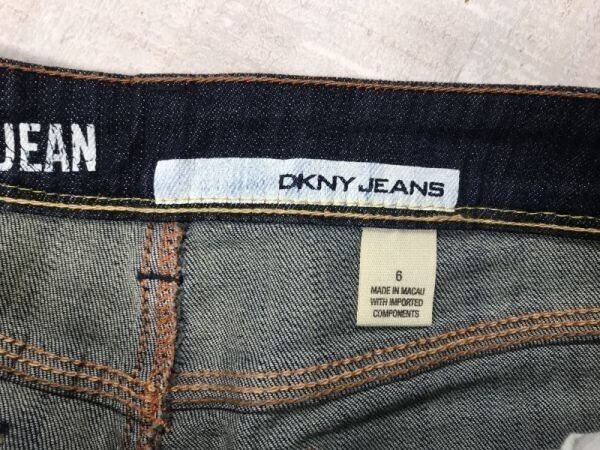 JEAN
DKNY JEANS
6
MADE IN MACAU
WITH IMPORTED
COMPONENTS